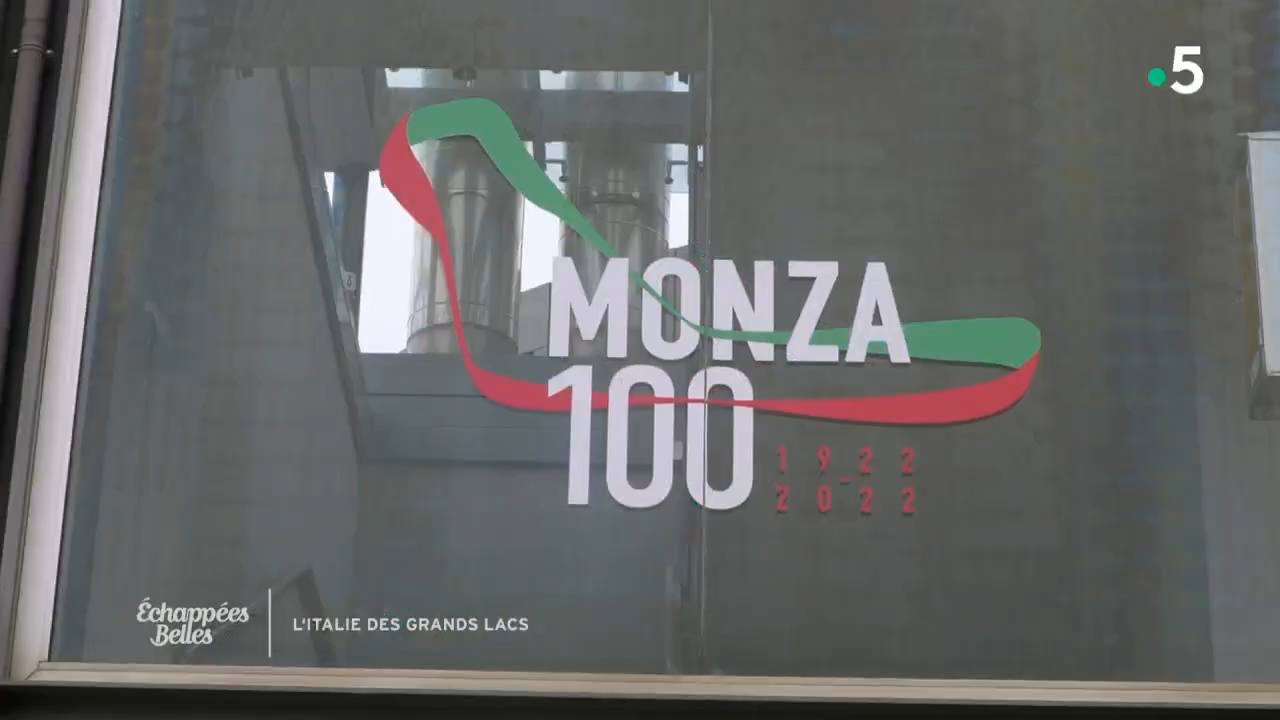 5
MONZA
100
1922
–
2022
Échappées
Belles
L'ITALIE DES GRANDS LACS